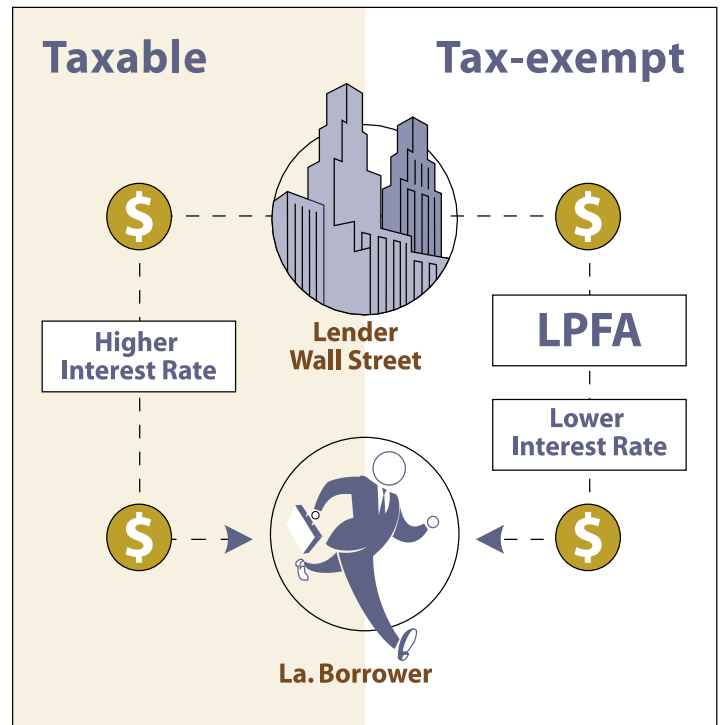 Taxable
Tax-exempt
$
$
Lender
Wall Street
Higher
Interest Rate
LPFA
Lower
Interest Rate
$
$
La. Borrower